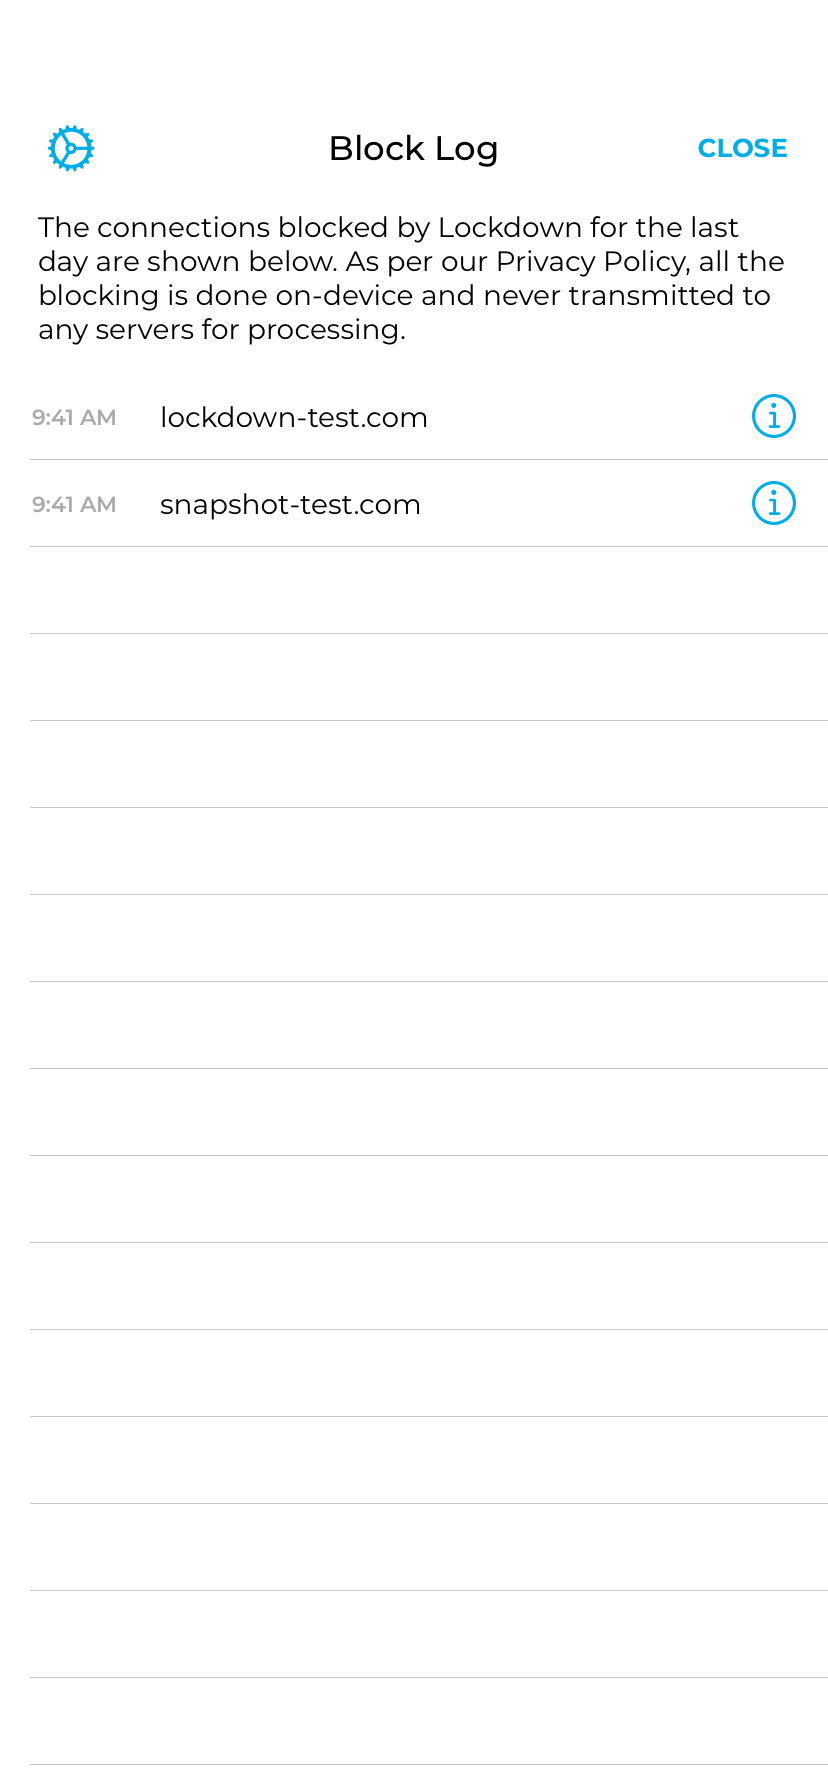 Block Log
CLOSE
The connections blocked by Lockdown for the last
day are shown below. As per our Privacy Policy, all the
blocking is done on-device and never transmitted to
any servers for processing.
9:41 AM lockdown-test.com
9:41 AM snapshot-test.com